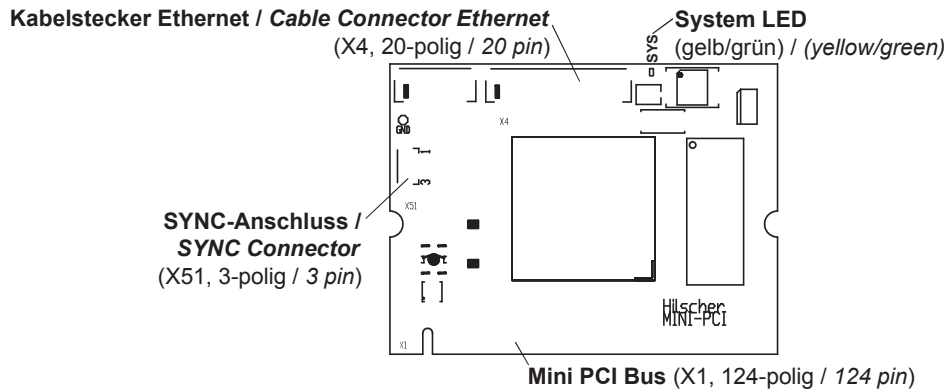 Kabelstecker Ethernet / Cable Connector Ethernet
(X4, 20-polig / 20 pin)
System LED
(gelb/grün) / (yellow/green)
SYS
GND
X4
1
3
X51
SYNC-Anschluss /
SYNC Connector
(X51, 3-polig / 3 pin)
Hilscher
MINI-PCI
X1
Mini PCI Bus (X1, 124-polig / 124 pin)